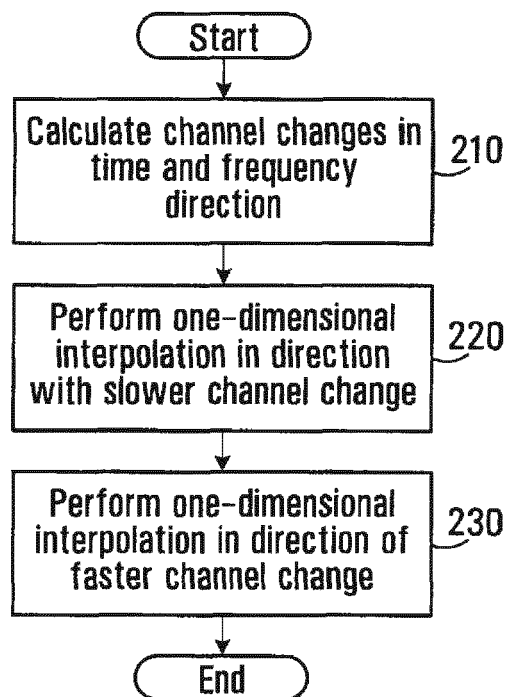 Start
Calculate channel changes in
time and frequency
direction
210
Perform one-dimensional
interpolation in direction
with slower channel change
220
Perform one-dimensional
interpolation in direction of
faster channel change
230
End